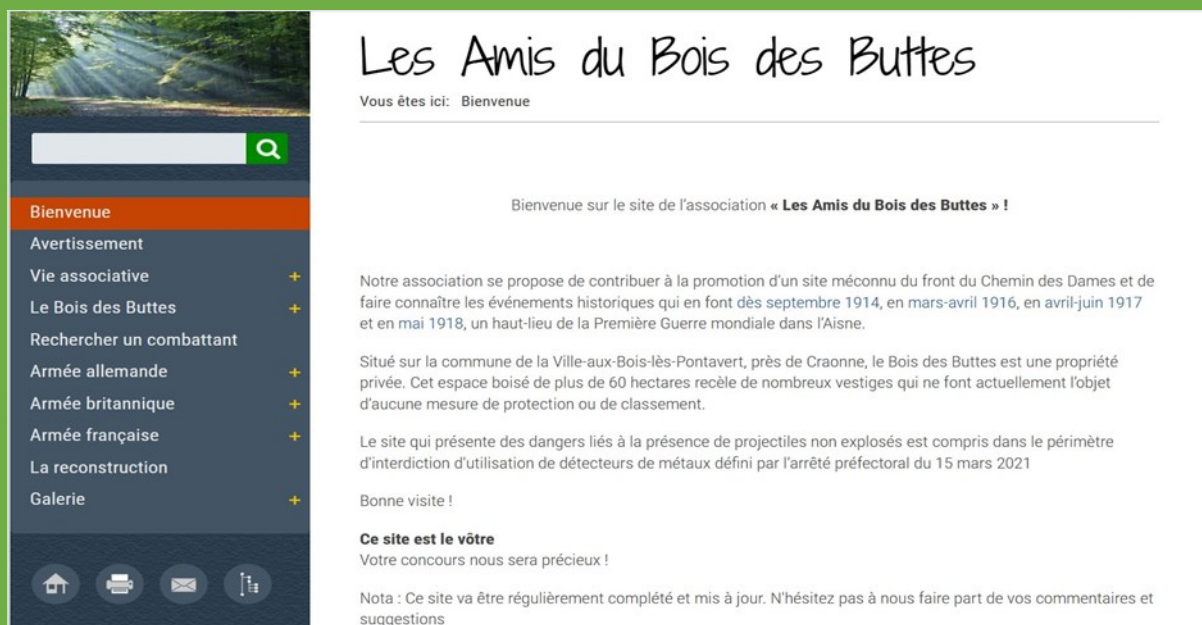 Les Amis du Bois des Buttes
Vous êtes ici: Bienvenue
Bienvenue
Avertissement
Vie associative +
Le Bois des Buttes +
Rechercher un combattant
Armée allemande +
Armée britannique +
Armée française +
La reconstruction
Galerie +
Bienvenue sur le site de l'association « Les Amis du Bois des Buttes » !
Notre association se propose de contribuer à la promotion d'un site méconnu du front du Chemin des Dames et de
faire connaître les événements historiques qui en font dès septembre 1914, en mars-avril 1916, en avril-juin 1917
et en mai 1918, un haut-lieu de la Première Guerre mondiale dans l'Aisne.
Situé sur la commune de la Ville-aux-Bois-lès-Pontavert, près de Craonne, le Bois des Buttes est une propriété
privée. Cet espace boisé de plus de 60 hectares recèle de nombreux vestiges qui ne font actuellement l'objet
d'aucune mesure de protection ou de classement.
Le site qui présente des dangers liés à la présence de projectiles non explosés est compris dans le périmètre
d'interdiction d'utilisation de détecteurs de métaux défini par l'arrêté préfectoral du 15 mars 2021
Bonne visite !
Ce site est le vôtre
Votre concours nous sera précieux !
Nota : Ce site va être régulièrement complété et mis à jour. N'hésitez pas à nous faire part de vos commentaires et
suggestions